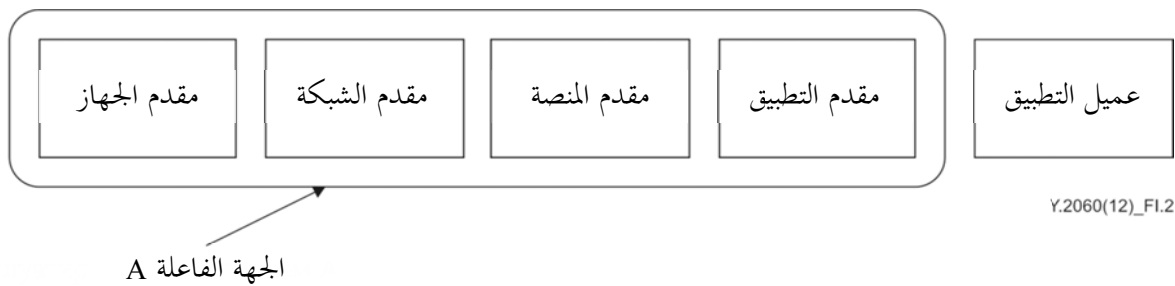 عميل التطبيق
مقدم التطبيق
مقدم المنصة
مقدم الشبكة
مقدم الجهاز
Y.2060(12)_FI.2
الجهة الفاعلة A